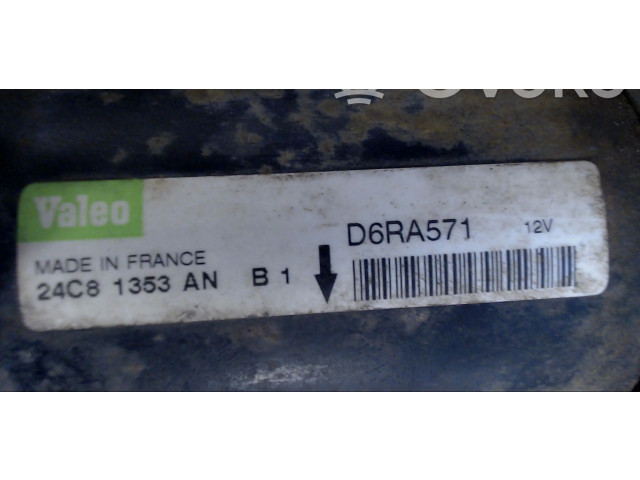 Valeo
D6RA571 12V
MADE IN FRANCE
24C8 1353 AN B 1